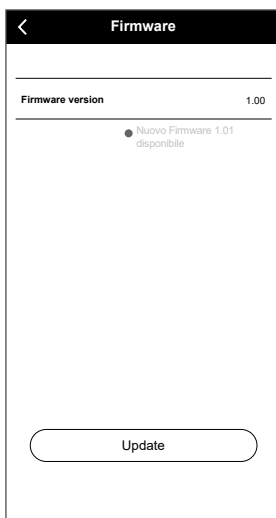 Firmware
Firmware version 1.00
Nuovo Firmware 1.01
disponibile
Update